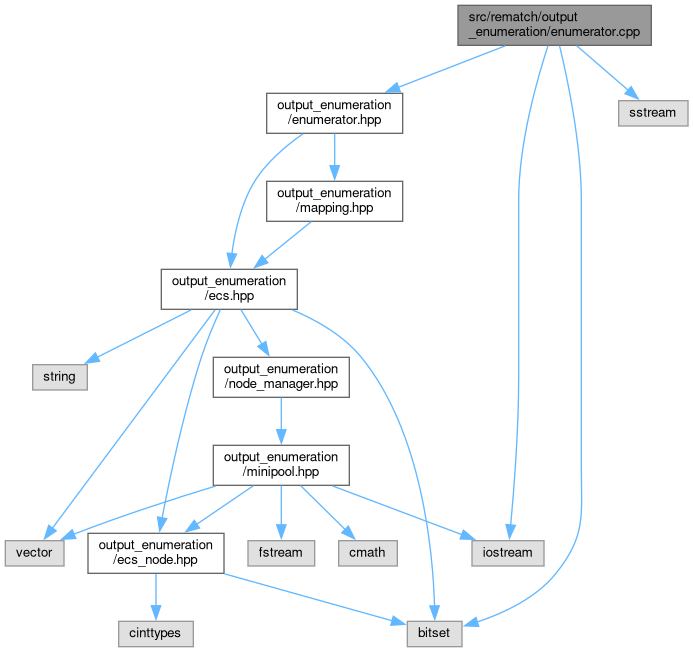 src/rematch/output
_enumeration/enumerator.cpp
output_enumeration
/enumerator.hpp
sstream
output_enumeration
/mapping.hpp
output_enumeration
/ecs.hpp
string
output_enumeration
/node_manager.hpp
output_enumeration
/minipool.hpp
vector
output_enumeration
/ecs_node.hpp
fstream
cmath
iostream
cinttypes
bitset